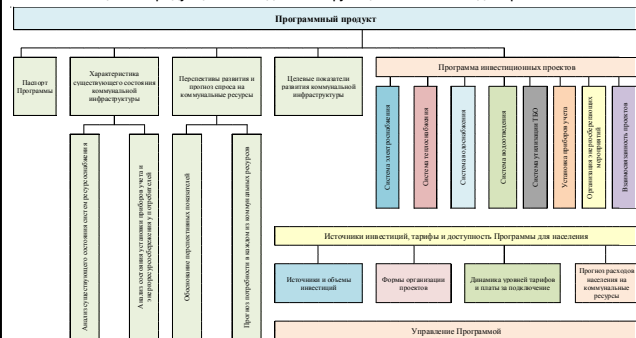 Программный продукт
Паспорт
Программы
Характеристика
существующего состояния
коммунальной
инфраструктуры
Перспективы развития и
прогноз спроса на
коммунальные ресурсы
Целевые показатели
развития коммунальной
инфраструктуры
Программа инвестиционных проектов
Анализ существующего состояния систем ресурсоснабжения
Анализ состояния установки приборов учета и
энергоресурсосбережения у потребителей
Обоснование перспективных показателей
Прогноз потребности в каждом из коммунальных ресурсов
Система электроснабжения
Система теплоснабжения
Система водоснабжения
Система водоотведения
Система утилизации ТБО
Установка приборов учета
Организация энергосберегающих
мероприятий
Взаимосвязанность проектов
Источники инвестиций, тарифы и доступность Программы для населения
Источники и объемы
инвестиций
Формы организации
проектов
Динамика уровней тарифов
и платы за подключение
Прогноз расходов
населения на
коммунальные
ресурсы
Управление Программой